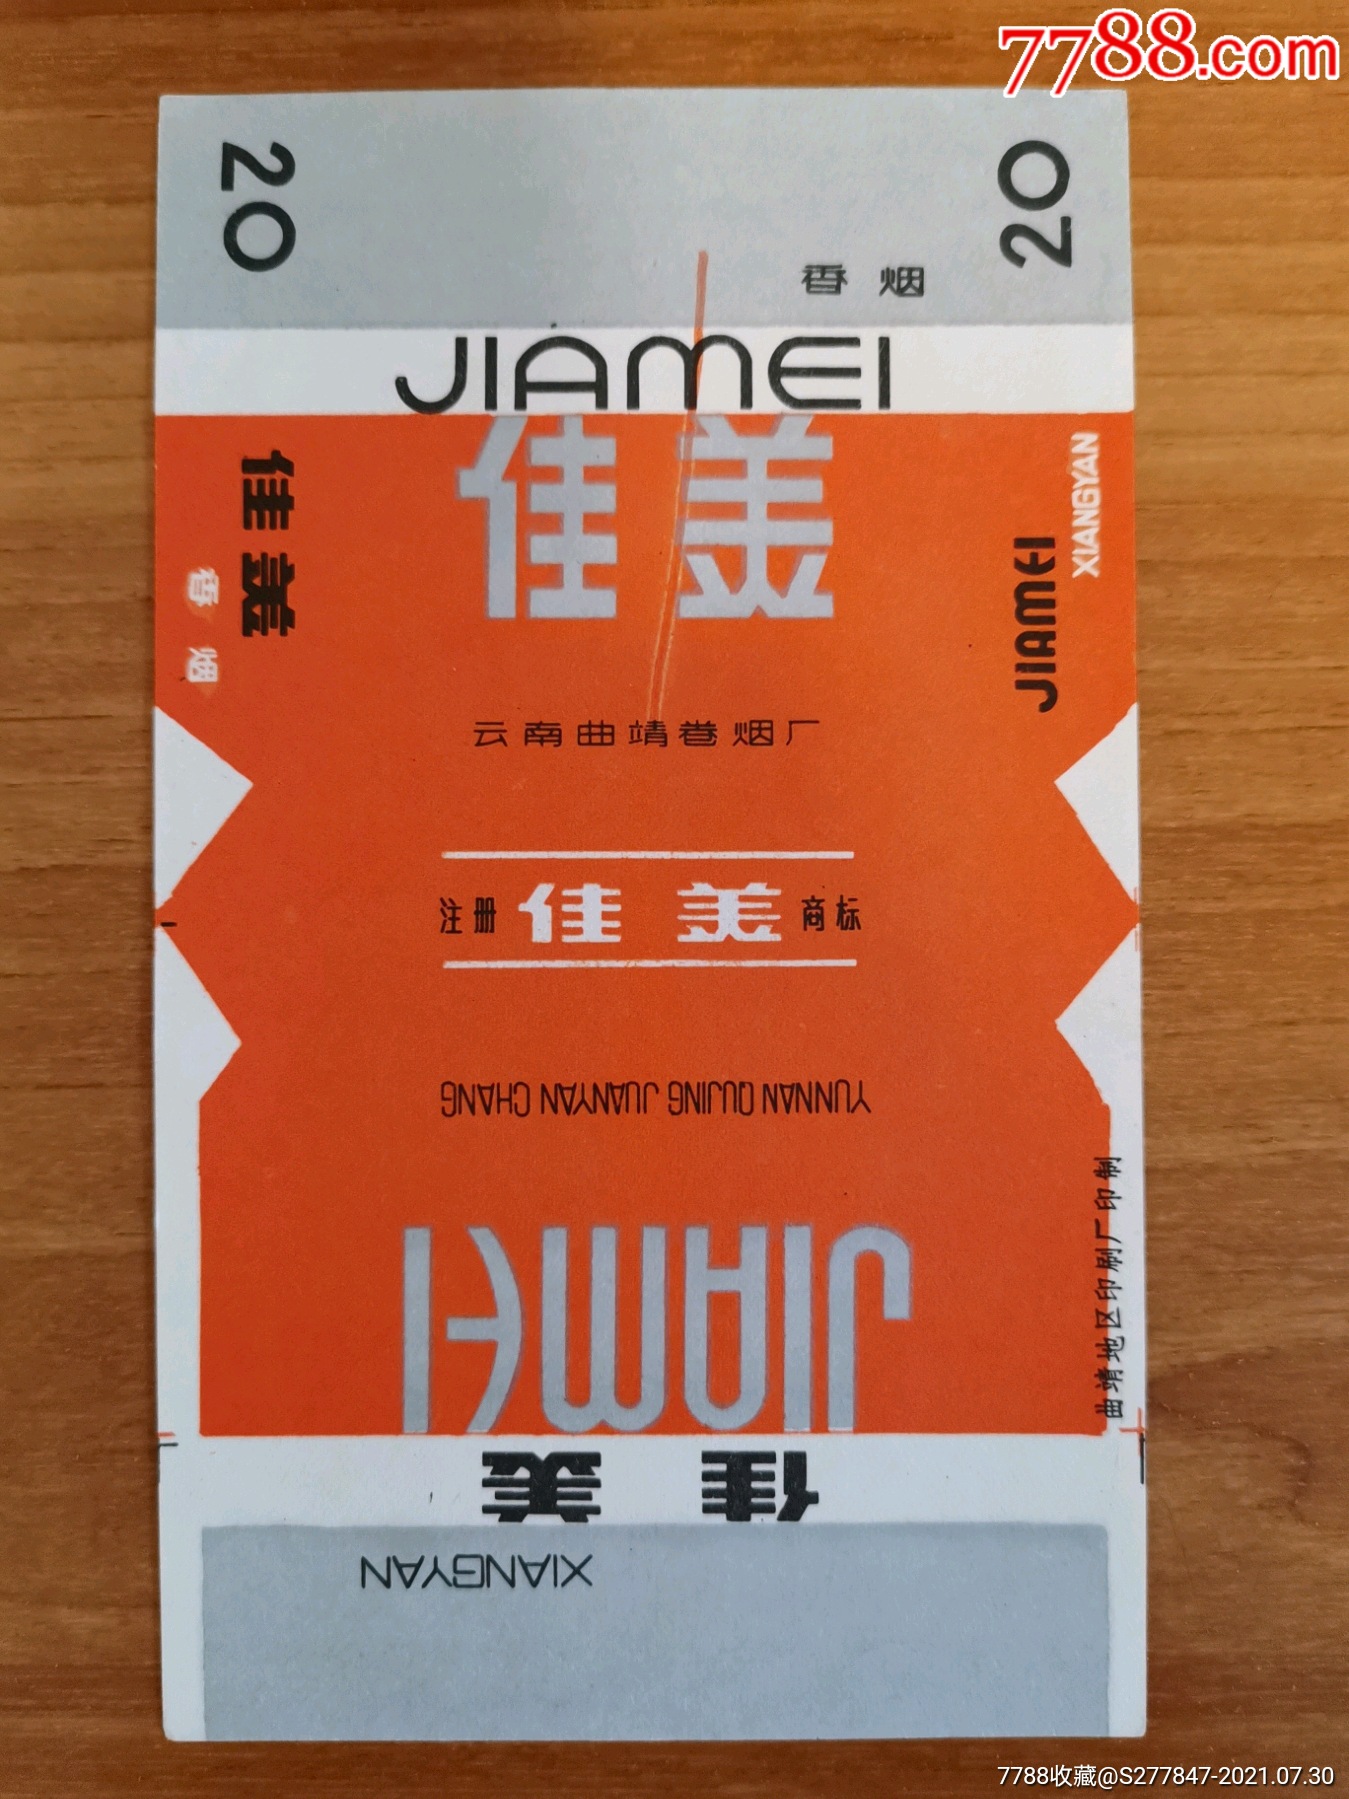 7788.com
20
20
香烟
JIAMEI
佳美
佳美
香烟
JIAMEI
XIANGYAN
云南曲靖卷烟厂
注册 佳美 商标
YUNNAN QUJING JUANYAN CHANG
JIAMEI
曲靖地区印刷厂印制
佳美
XIANGYAN
7788收藏@S277847-2021.07.30